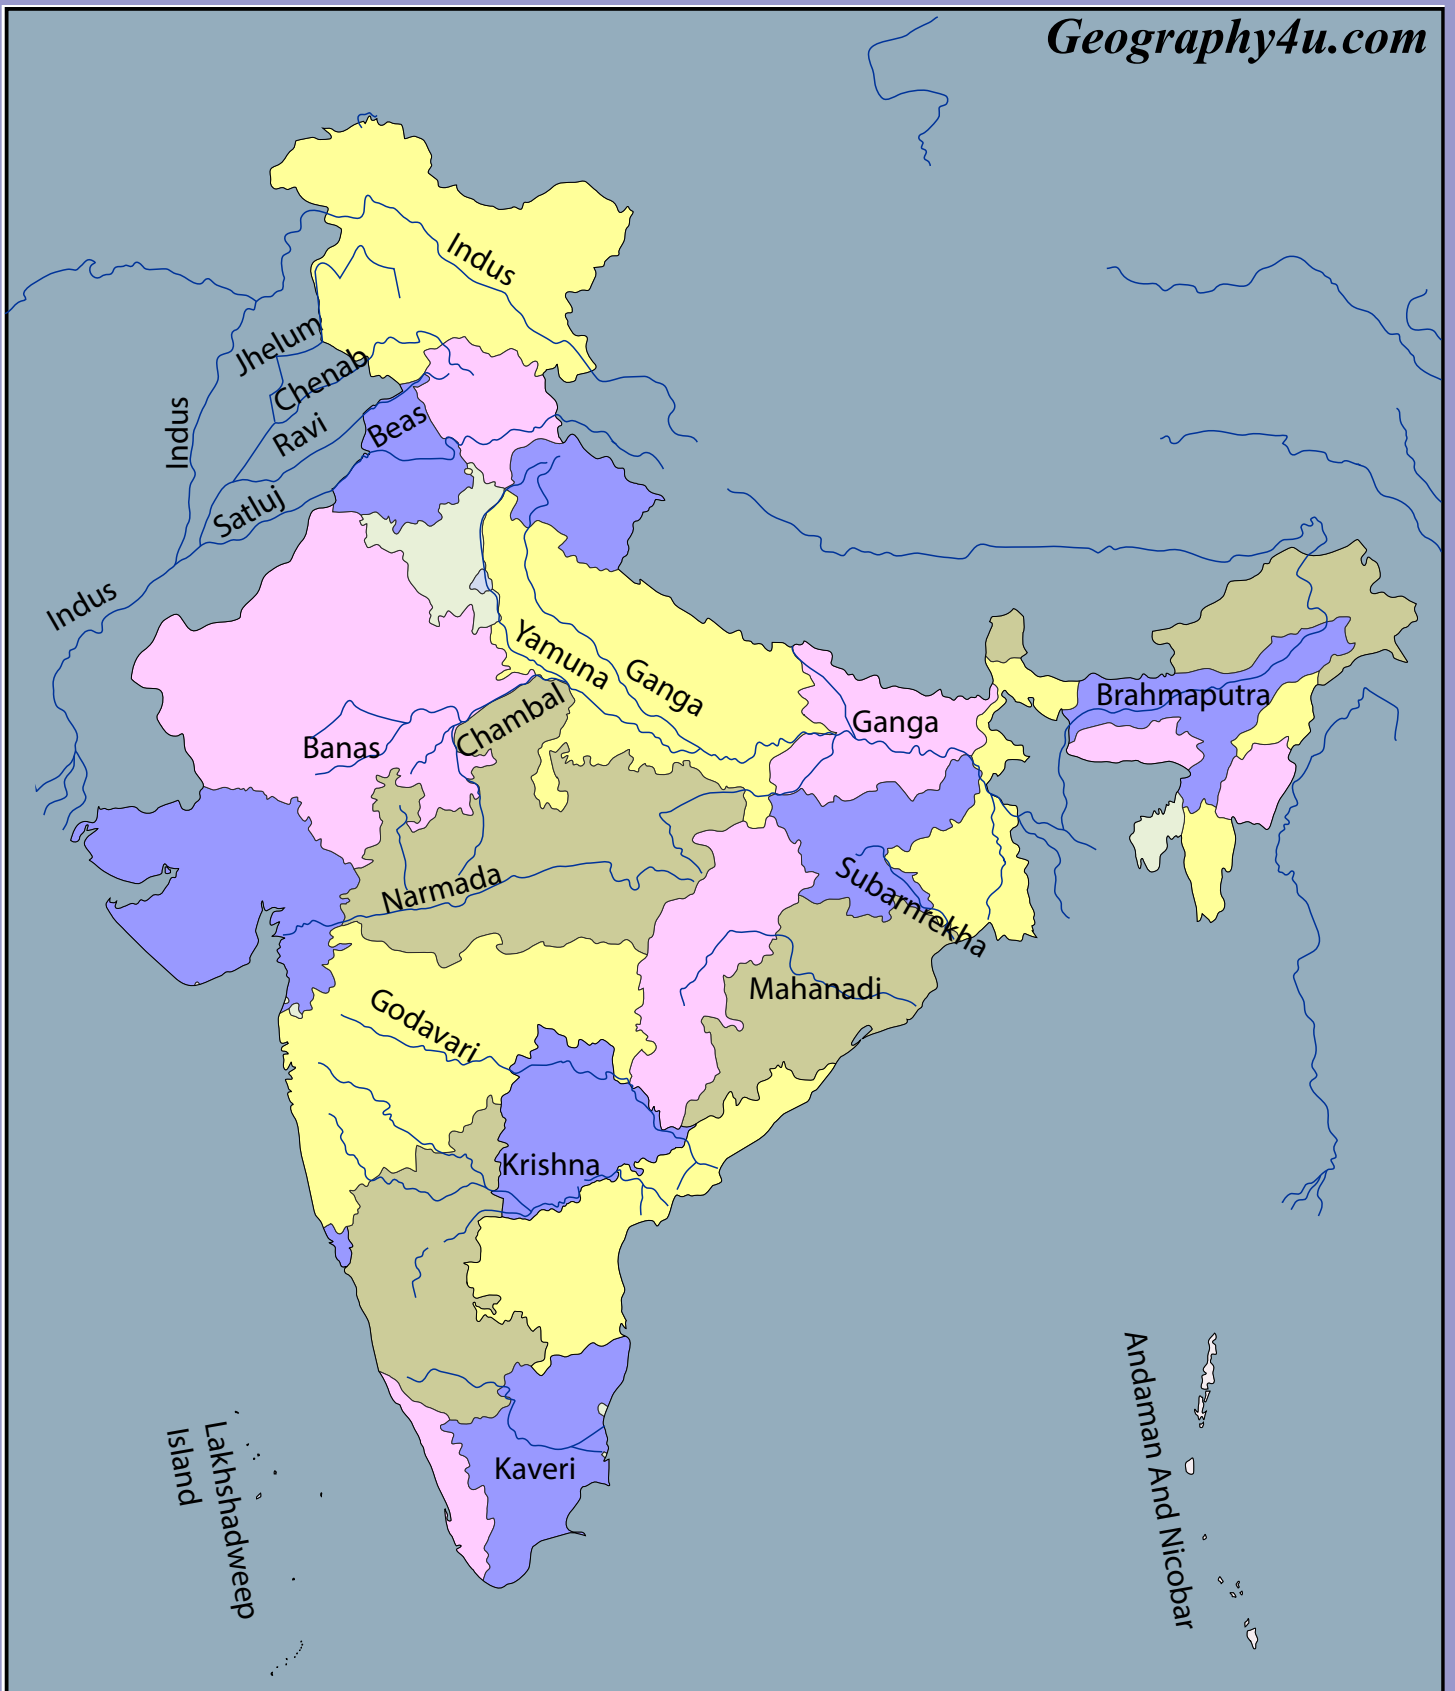 Geography4u.com
Indus
Jhelum
Chenab
Indus
Beas
Ravi
Satluj
Indus
Yamuna
Ganga
Brahmaputra
Chambal
Ganga
Banas
Narmada
Subarnrekha
Mahanadi
Godavari
Krishna
Kaveri
Lakhshadweep
Island
Andaman And Nicobar